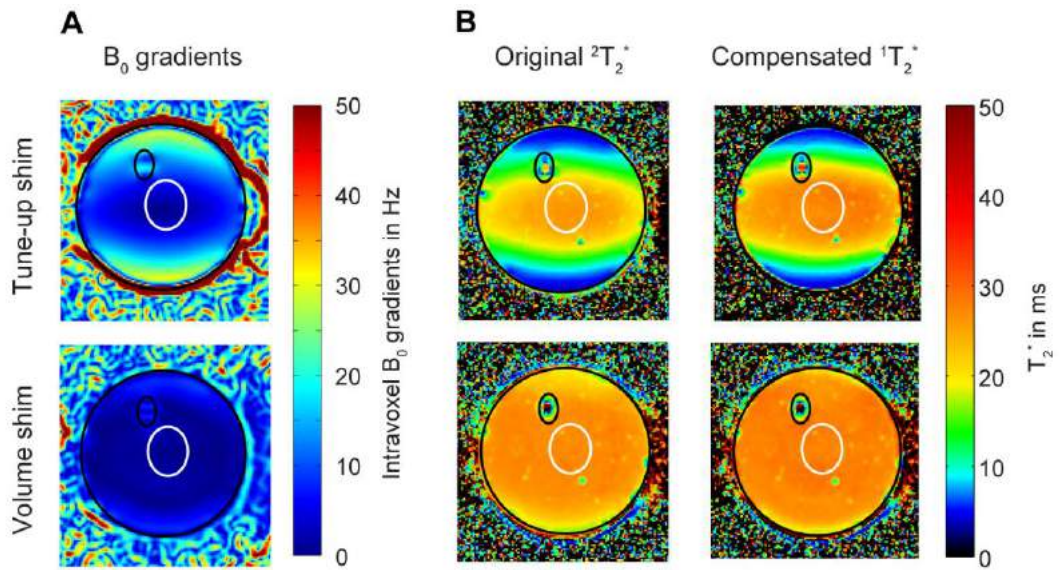 A
B
B₀ gradients
Original ²T₂*
Compensated ¹T₂*
Tune-up shim
Volume shim
50
40
30
20
10
0
Intravoxel B₀ gradients in Hz
50
40
30
20
10
0
T₂* in ms